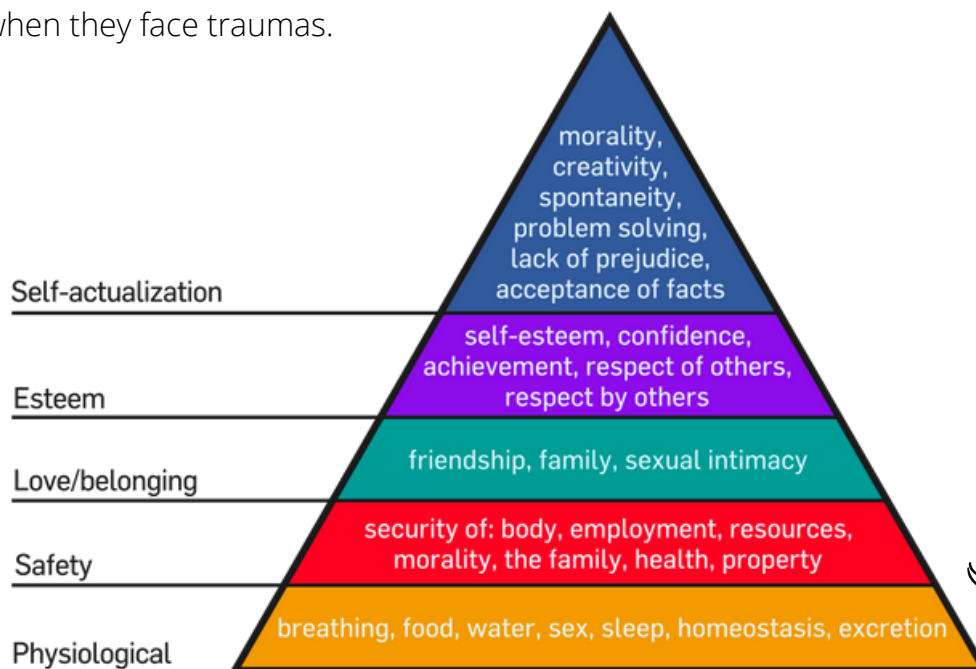 when they face traumas.
morality,
creativity,
spontaneity,
problem solving,
lack of prejudice,
acceptance of facts
Self-actualization
self-esteem, confidence,
achievement, respect of others,
respect by others
Esteem
friendship, family, sexual intimacy
Love/belonging
security of: body, employment, resources,
morality, the family, health, property
Safety
breathing, food, water, sex, sleep, homeostasis, excretion
Physiological